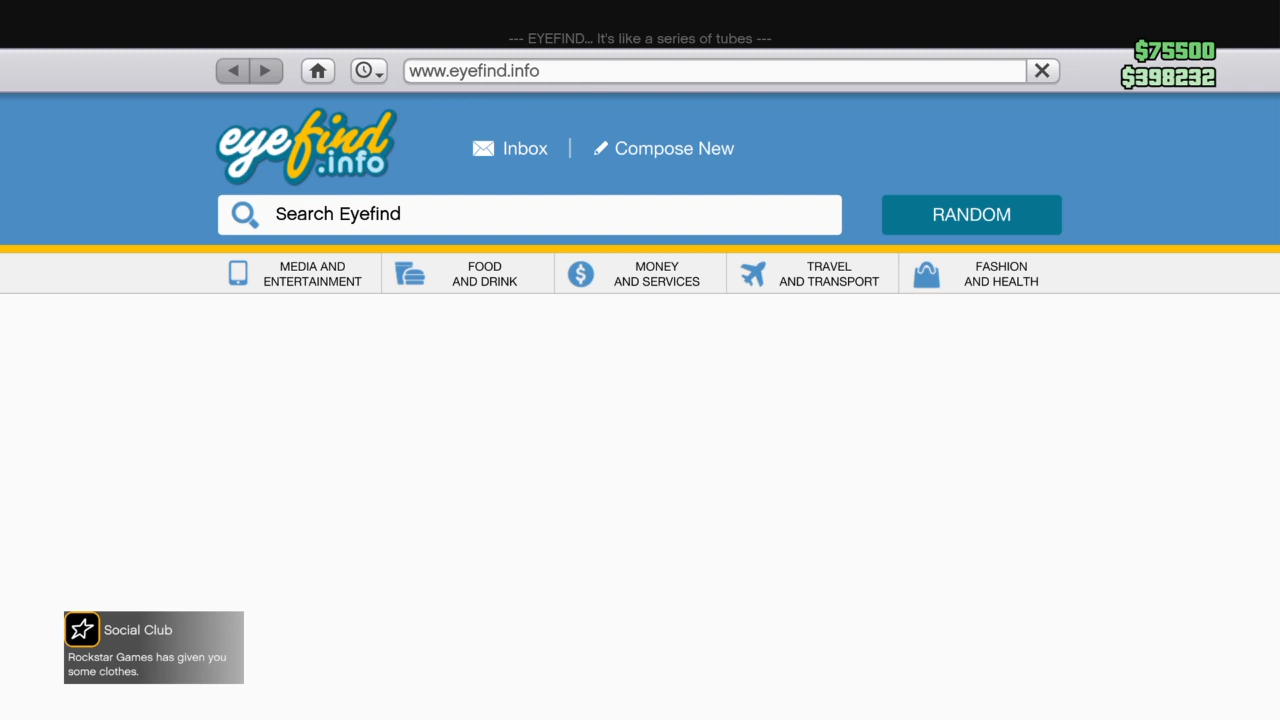 --- EYEFIND... It's like a series of tubes ---
$75500
www.eyefind.info
$398232
eyefind
.info
Inbox
Compose New
Search Eyefind
RANDOM
MEDIA AND
ENTERTAINMENT
FOOD
AND DRINK
MONEY
AND SERVICES
TRAVEL
AND TRANSPORT
FASHION
AND HEALTH
Social Club
Rockstar Games has given you
some clothes.